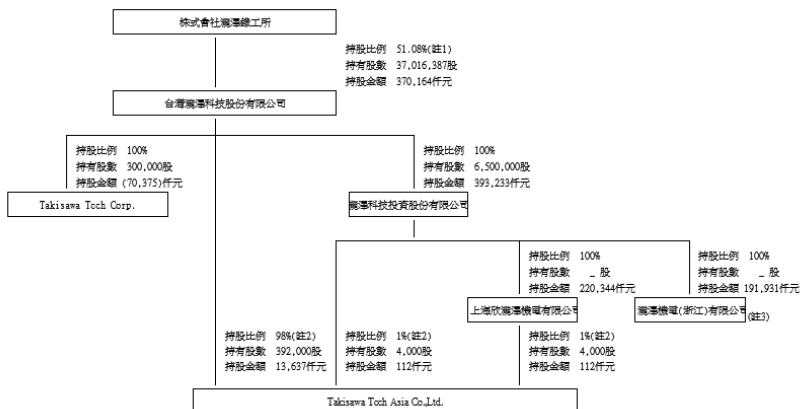 株式會社瀧澤鐵工所
持股比例 51.08%(註1)
持有股數 37,016,387股
持股金額 370,164仟元
台灣瀧澤科技股份有限公司
持股比例 100%
持有股數 300,000股
持股金額 (70,375)仟元
持股比例 100%
持有股數 6,500,000股
持股金額 393,233仟元
Takisawa Tech Corp.
瀧澤科技投資股份有限公司
持股比例 100%
持有股數 _ 股
持股金額 220,344仟元
持股比例 100%
持有股數 _ 股
持股金額 191,931仟元
上海欣瀧澤機電有限公司
瀧澤機電(浙江)有限公司(註3)
持股比例 98%(註2)
持有股數 392,000股
持股金額 13,637仟元
持股比例 1%(註2)
持有股數 4,000股
持股金額 112仟元
持股比例 1%(註2)
持有股數 4,000股
持股金額 112仟元
Takisawa Tech Asia Co.,Ltd.